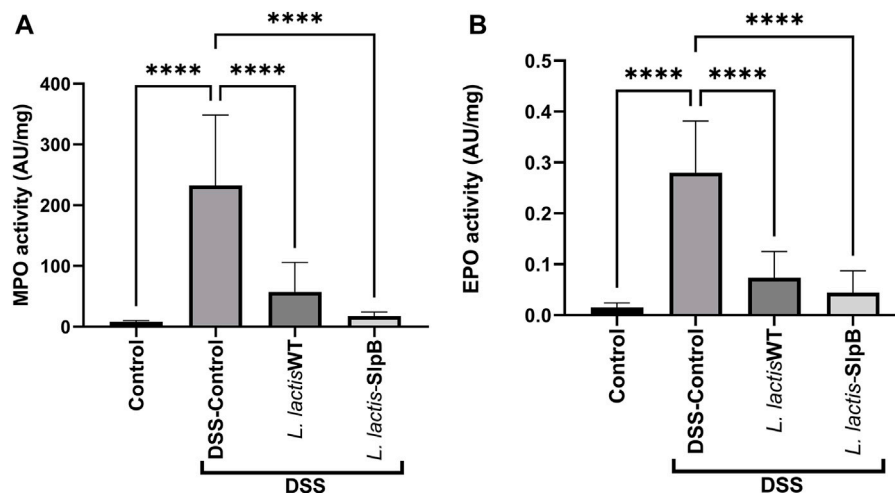 A
**** 
**** ****
MPO activity (AU/mg)
400
300
200
100
0
Control
DSS-Control
L. lactisWT
L. lactis-SlpB
DSS
B
****
**** ****
EPO activity (AU/mg)
0.5
0.4
0.3
0.2
0.1
0.0
Control
DSS-Control
L. lactisWT
L. lactis-SlpB
DSS